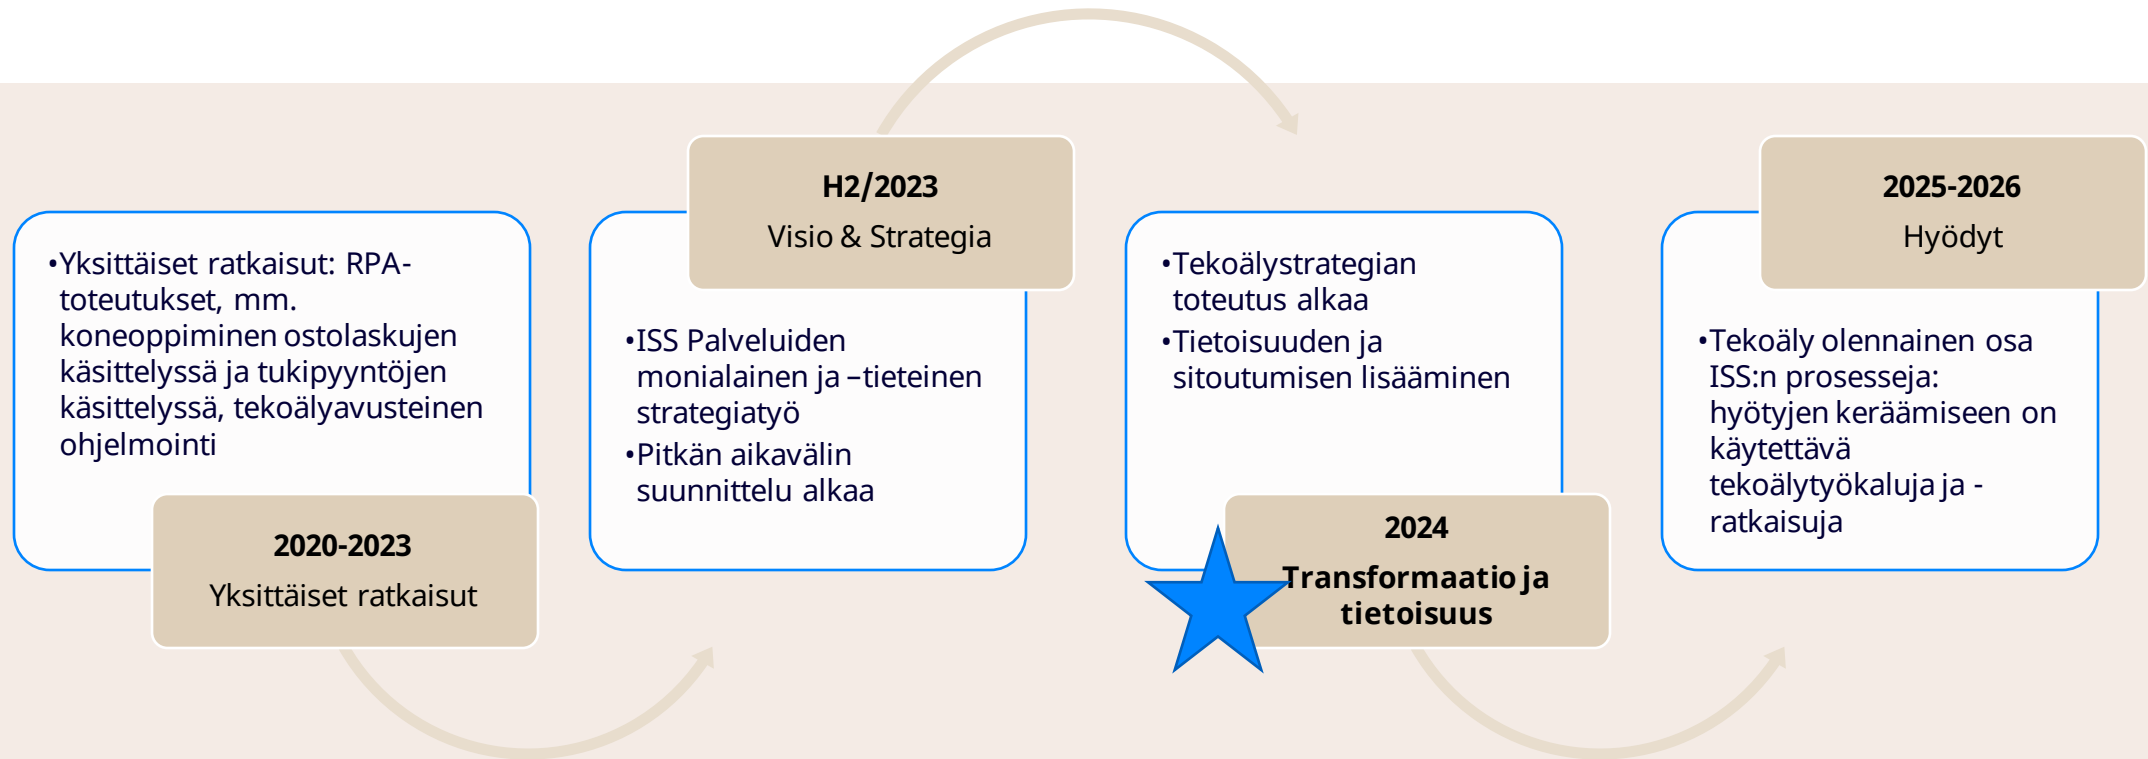 •Yksittäiset ratkaisut: RPA-
toteutukset, mm.
koneoppiminen ostolaskujen
käsittelyssä ja tukipyyntöjen
käsittelyssä, tekoälyavusteinen
ohjelmointi
2020-2023
Yksittäiset ratkaisut
H2/2023
Visio & Strategia
•ISS Palveluiden
monialainen ja –tieteinen
strategiatyö
•Pitkän aikavälin
suunnittelu alkaa
•Tekoälystrategian
toteutus alkaa
•Tietoisuuden ja
sitoutumisen lisääminen
2024
Transformaatio ja
tietoisuus
2025-2026
Hyödyt
•Tekoäly olennainen osa
ISS:n prosesseja:
hyötyjen keräämiseen on
käytettävä
tekoälytyökaluja ja -
ratkaisuja